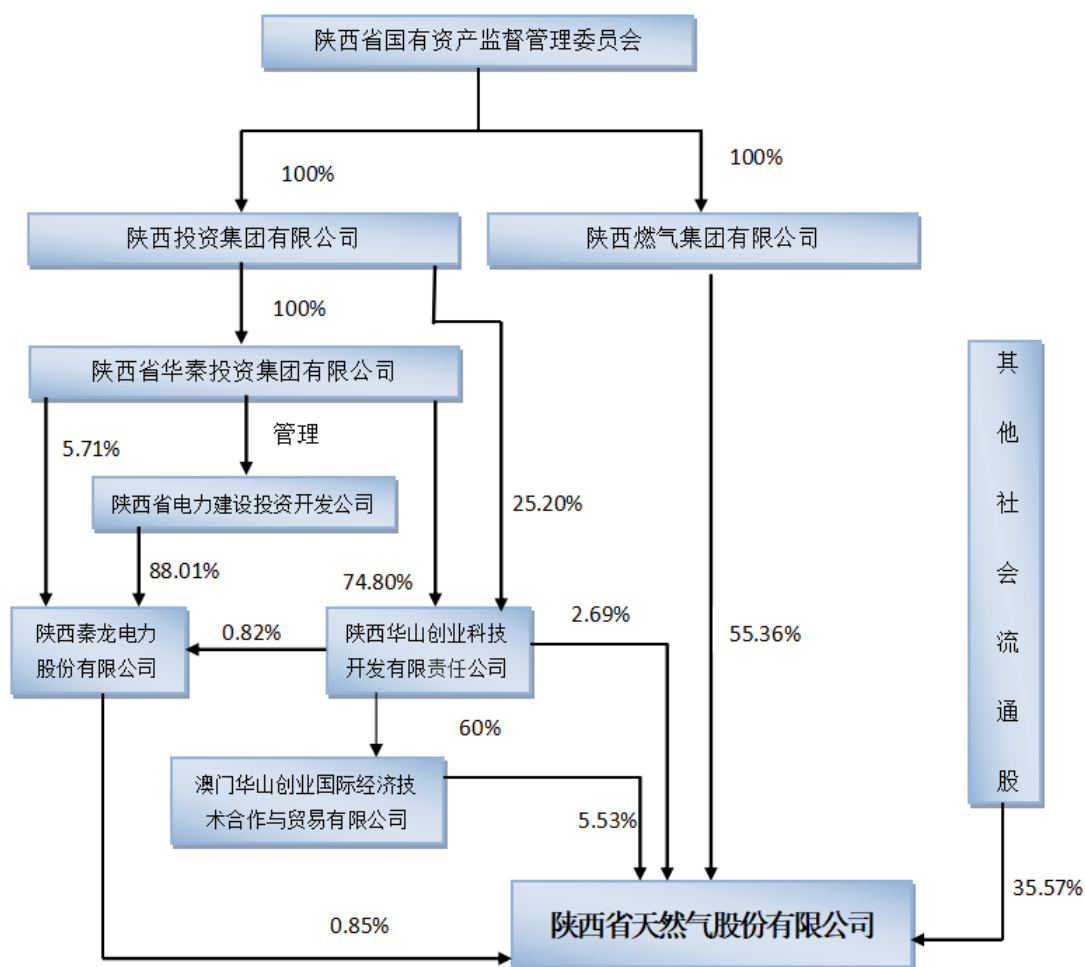 陕西省国有资产监督管理委员会
100%
100%
陕西投资集团有限公司
陕西燃气集团有限公司
100%
陕西省华秦投资集团有限公司
其他社会流通股
管理
5.71%
陕西省电力建设投资开发公司
25.20%
88.01%
74.80%
陕西秦龙电力
股份有限公司
0.82%
陕西华山创业科技
开发有限责任公司
2.69%
55.36%
60%
澳门华山创业国际经济技
术合作与贸易有限公司
5.53%
35.57%
陕西省天然气股份有限公司
0.85%